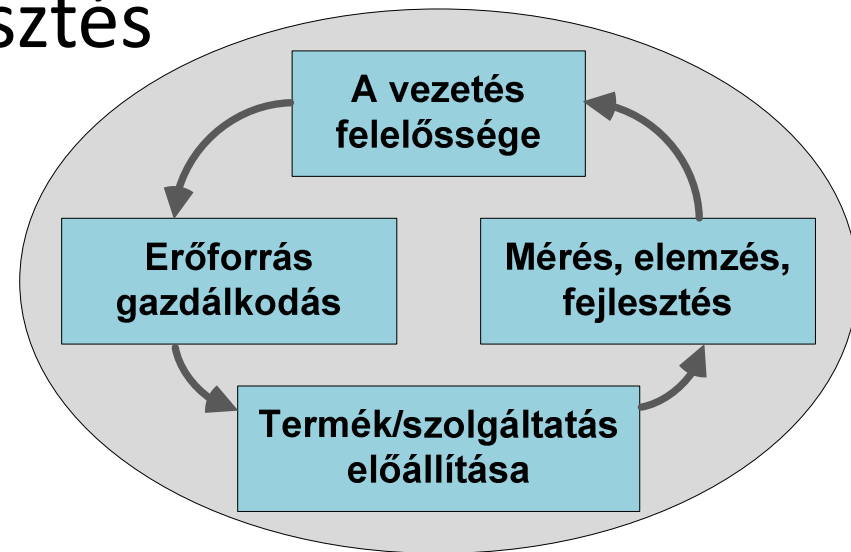 sztés
A vezetés
felelőssége
Erőforrás
gazdálkodás
Mérés, elemzés,
fejlesztés
Termék/szolgáltatás
előállítása